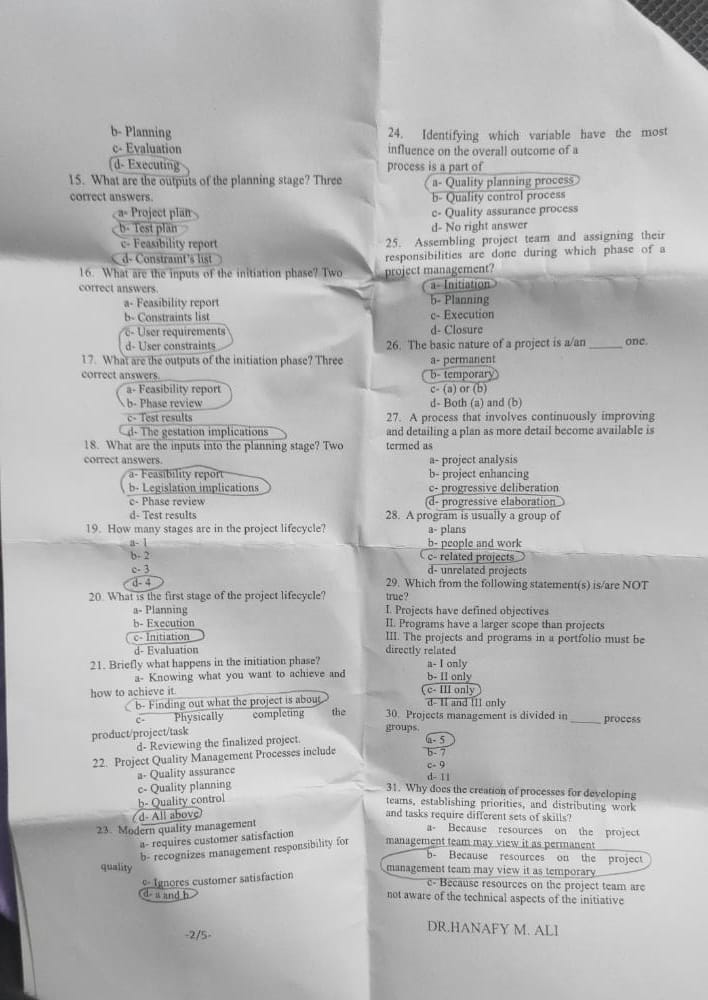 b- Planning
c- Evaluation
d- Executing
15. What are the outputs of the planning stage? Three
correct answers.
a- Project plan
b- Test plan
c- Feasibility report
d- Constraint's list
16. What are the inputs of the initiation phase? Two
correct answers.
a- Feasibility report
b- Constraints list
c- User requirements
d- User constraints
17. What are the outputs of the initiation phase? Three
correct answers.
a- Feasibility report
b- Phase review
c- Test results
d- The gestation implications
18. What are the inputs into the planning stage? Two
correct answers.
a- Feasibility report
b- Legislation implications
c- Phase review
d- Test results
19. How many stages are in the project lifecycle?
a- 1
b- 2
c- 3
d- 4
20. What is the first stage of the project lifecycle?
a- Planning
b- Execution
c- Initiation
d- Evaluation
21. Briefly what happens in the initiation phase?
a- Knowing what you want to achieve and
how to achieve it.
b- Finding out what the project is about
c- Physically completing the
product/project/task
d- Reviewing the finalized project.
22. Project Quality Management Processes include
a- Quality assurance
c- Quality planning
b- Quality control
d- All above
23. Modern quality management
a- requires customer satisfaction
b- recognizes management responsibility for
quality
c- Ignores customer satisfaction
d- a and b
-2/5-
24. Identifying which variable have the most
influence on the overall outcome of a
process is a part of
a- Quality planning process
b- Quality control process
c- Quality assurance process
d- No right answer
25. Assembling project team and assigning their
responsibilities are done during which phase of a
project management?
a- Initiation
b- Planning
c- Execution
d- Closure
26. The basic nature of a project is a/an ______ one.
a- permanent
b- temporary
c- (a) or (b)
d- Both (a) and (b)
27. A process that involves continuously improving
and detailing a plan as more detail become available is
termed as
a- project analysis
b- project enhancing
c- progressive deliberation
d- progressive elaboration
28. A program is usually a group of
a- plans
b- people and work
c- related projects
d- unrelated projects
29. Which from the following statement(s) is/are NOT
true?
I. Projects have defined objectives
II. Programs have a larger scope than projects
III. The projects and programs in a portfolio must be
directly related
a- I only
b- II only
c- III only
d- II and III only
30. Projects management is divided in ______ process
groups.
a- 5
b- 7
c- 9
d- 11
31. Why does the creation of processes for developing
teams, establishing priorities, and distributing work
and tasks require different sets of skills?
a- Because resources on the project
management team may view it as permanent
b- Because resources on the project
management team may view it as temporary
c- Because resources on the project team are
not aware of the technical aspects of the initiative
DR.HANAFY M. ALI